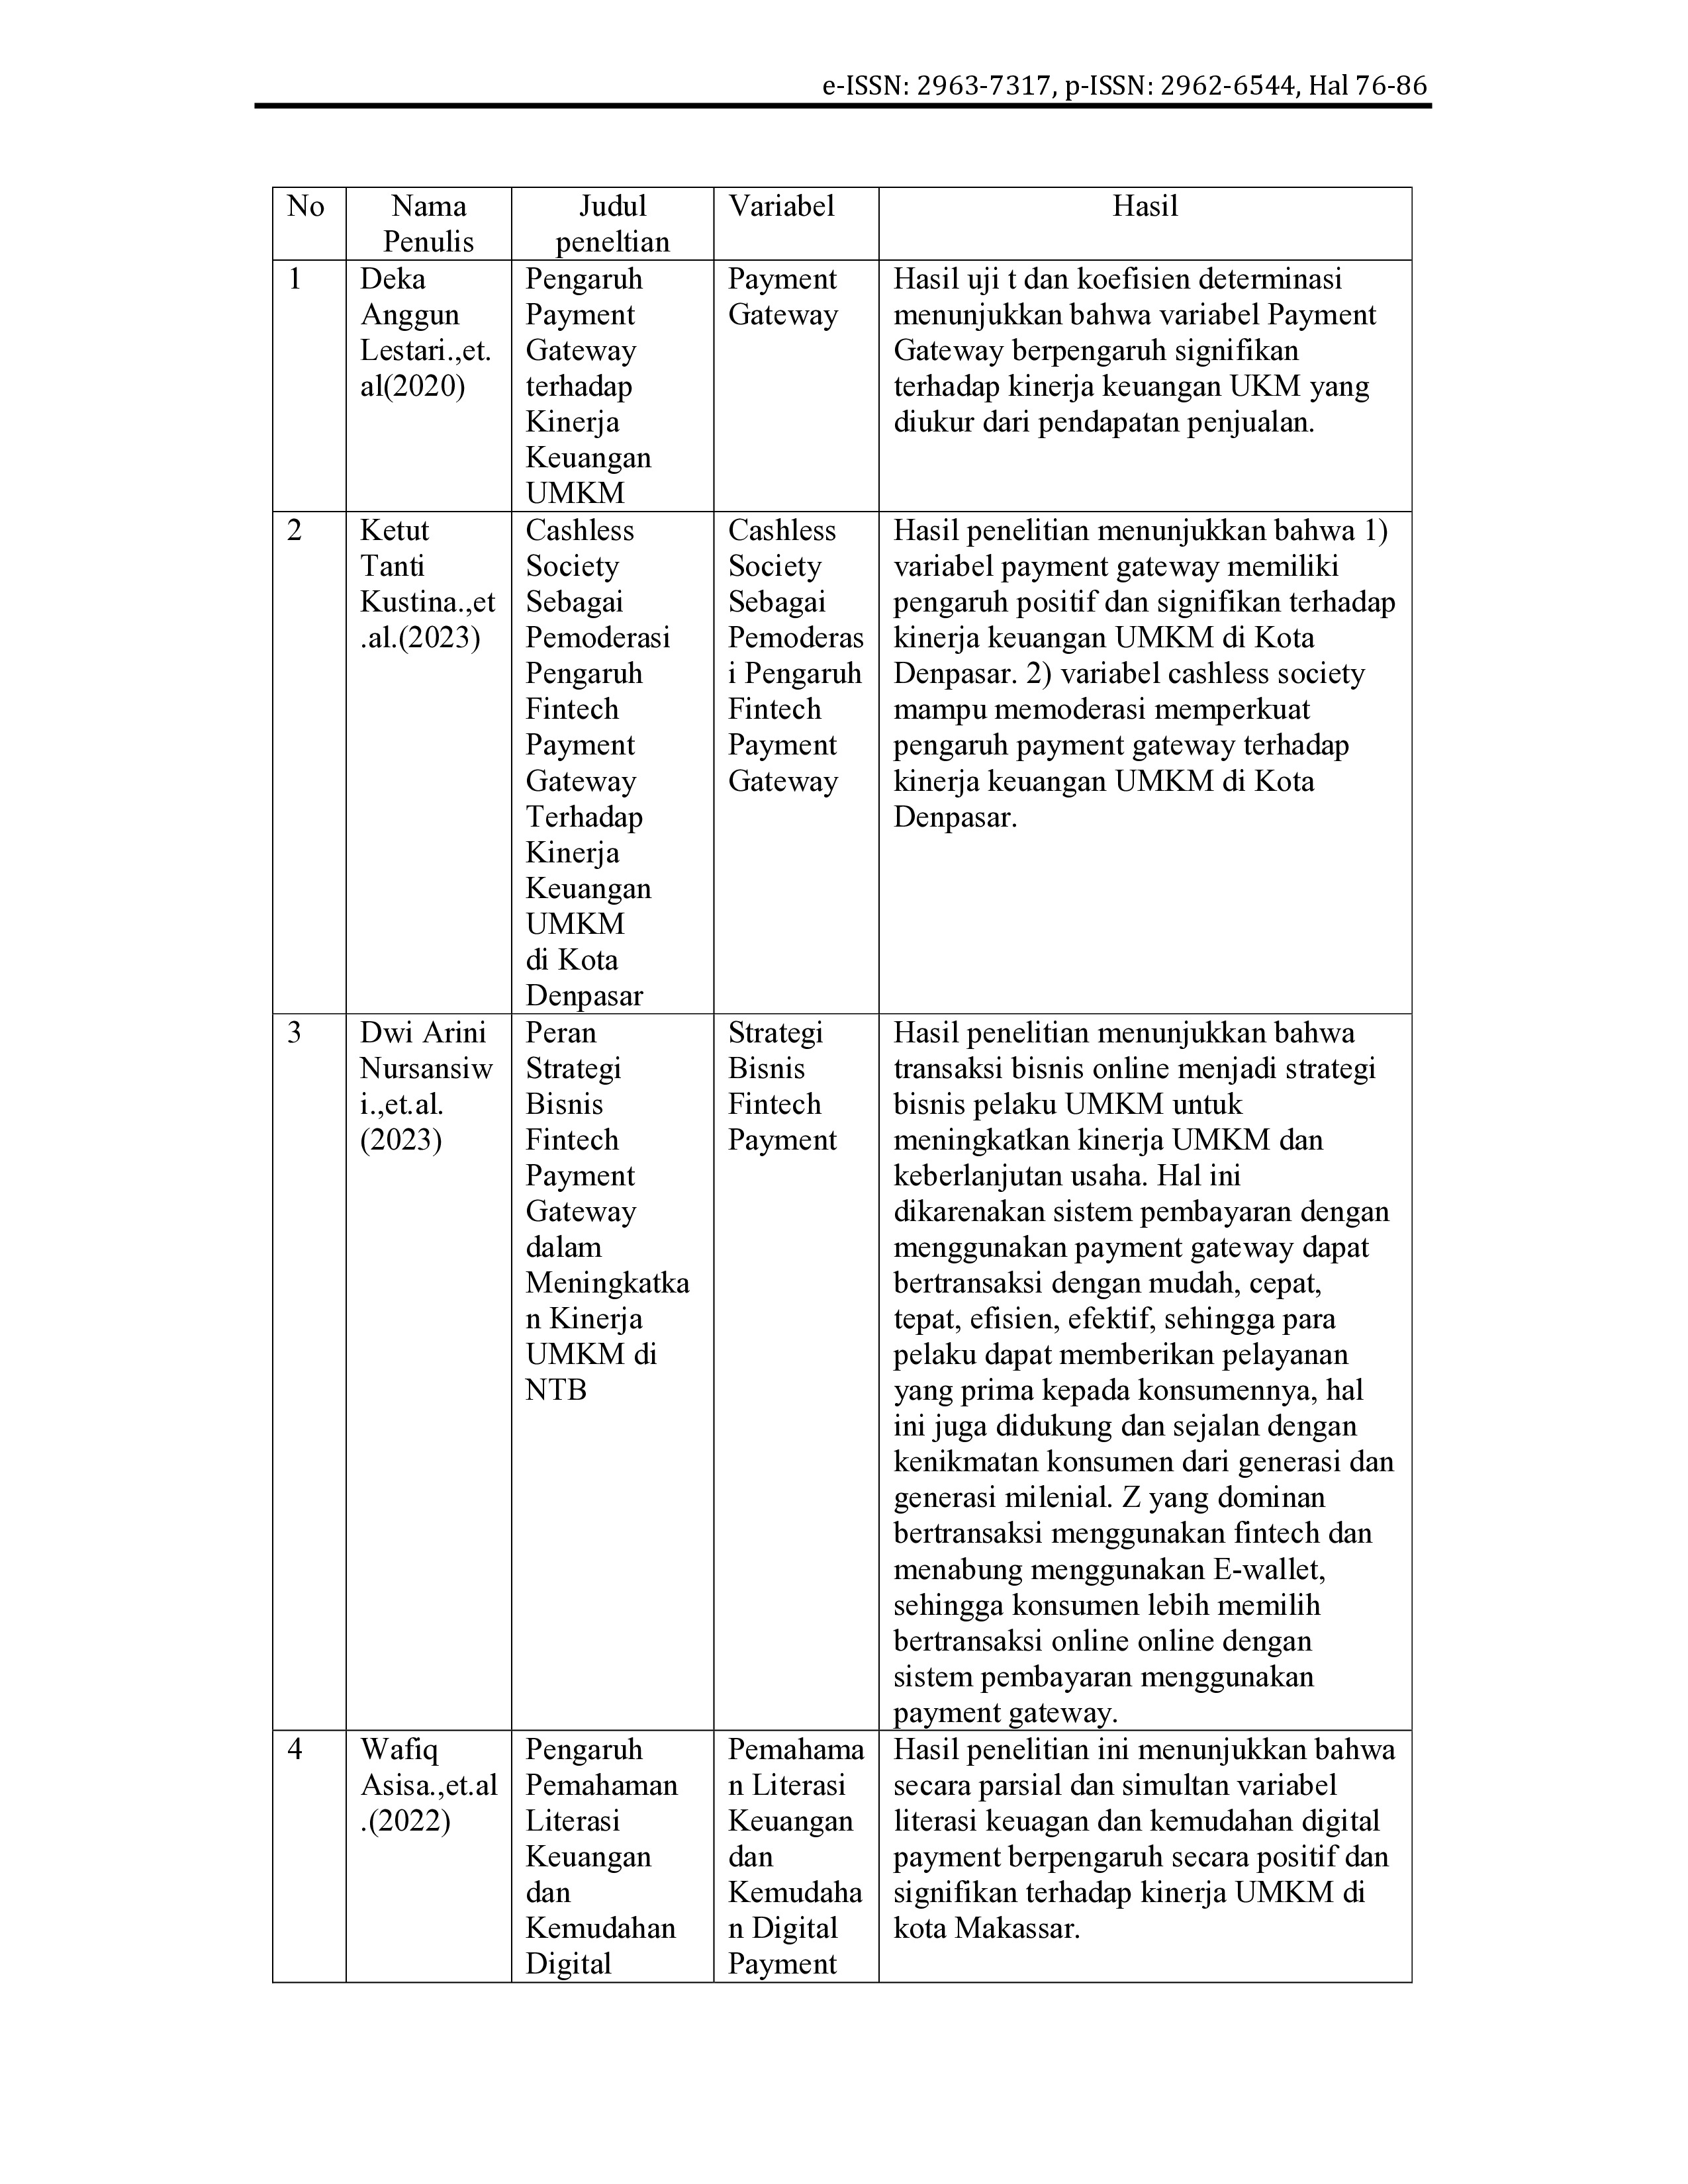 e-ISSN: 2963-7317, p-ISSN: 2962-6544, Hal 76-86
No
Nama
Penulis
Judul
peneltian
Variabel
Hasil
1
Deka
Anggun
Lestari.,et.
al(2020)
Pengaruh
Payment
Gateway
terhadap
Kinerja
Keuangan
UMKM
Payment
Gateway
Hasil uji t dan koefisien determinasi
menunjukkan bahwa variabel Payment
Gateway berpengaruh signifikan
terhadap kinerja keuangan UKM yang
diukur dari pendapatan penjualan.
2
Ketut
Tanti
Kustina.,et
.al.(2023)
Cashless
Society
Sebagai
Pemoderasi
Pengaruh
Fintech
Payment
Gateway
Terhadap
Kinerja
Keuangan
UMKM
di Kota
Denpasar
Cashless
Society
Sebagai
Pemoderas
i Pengaruh
Fintech
Payment
Gateway
Hasil penelitian menunjukkan bahwa 1)
variabel payment gateway memiliki
pengaruh positif dan signifikan terhadap
kinerja keuangan UMKM di Kota
Denpasar. 2) variabel cashless society
mampu memoderasi memperkuat
pengaruh payment gateway terhadap
kinerja keuangan UMKM di Kota
Denpasar.
3
Dwi Arini
Nursansiw
i.,et.al.
(2023)
Peran
Strategi
Bisnis
Fintech
Payment
Gateway
dalam
Meningkatka
n Kinerja
UMKM di
NTB
Strategi
Bisnis
Fintech
Payment
Hasil penelitian menunjukkan bahwa
transaksi bisnis online menjadi strategi
bisnis pelaku UMKM untuk
meningkatkan kinerja UMKM dan
keberlanjutan usaha. Hal ini
dikarenakan sistem pembayaran dengan
menggunakan payment gateway dapat
bertransaksi dengan mudah, cepat,
tepat, efisien, efektif, sehingga para
pelaku dapat memberikan pelayanan
yang prima kepada konsumennya, hal
ini juga didukung dan sejalan dengan
kenikmatan konsumen dari generasi dan
generasi milenial. Z yang dominan
bertransaksi menggunakan fintech dan
menabung menggunakan E-wallet,
sehingga konsumen lebih memilih
bertransaksi online online dengan
sistem pembayaran menggunakan
payment gateway.
4
Wafiq
Asisa.,et.al
.(2022)
Pengaruh
Pemahaman
Literasi
Keuangan
dan
Kemudahan
Digital
Pemahama
n Literasi
Keuangan
dan
Kemudaha
n Digital
Payment
Hasil penelitian ini menunjukkan bahwa
secara parsial dan simultan variabel
literasi keuagan dan kemudahan digital
payment berpengaruh secara positif dan
signifikan terhadap kinerja UMKM di
kota Makassar.